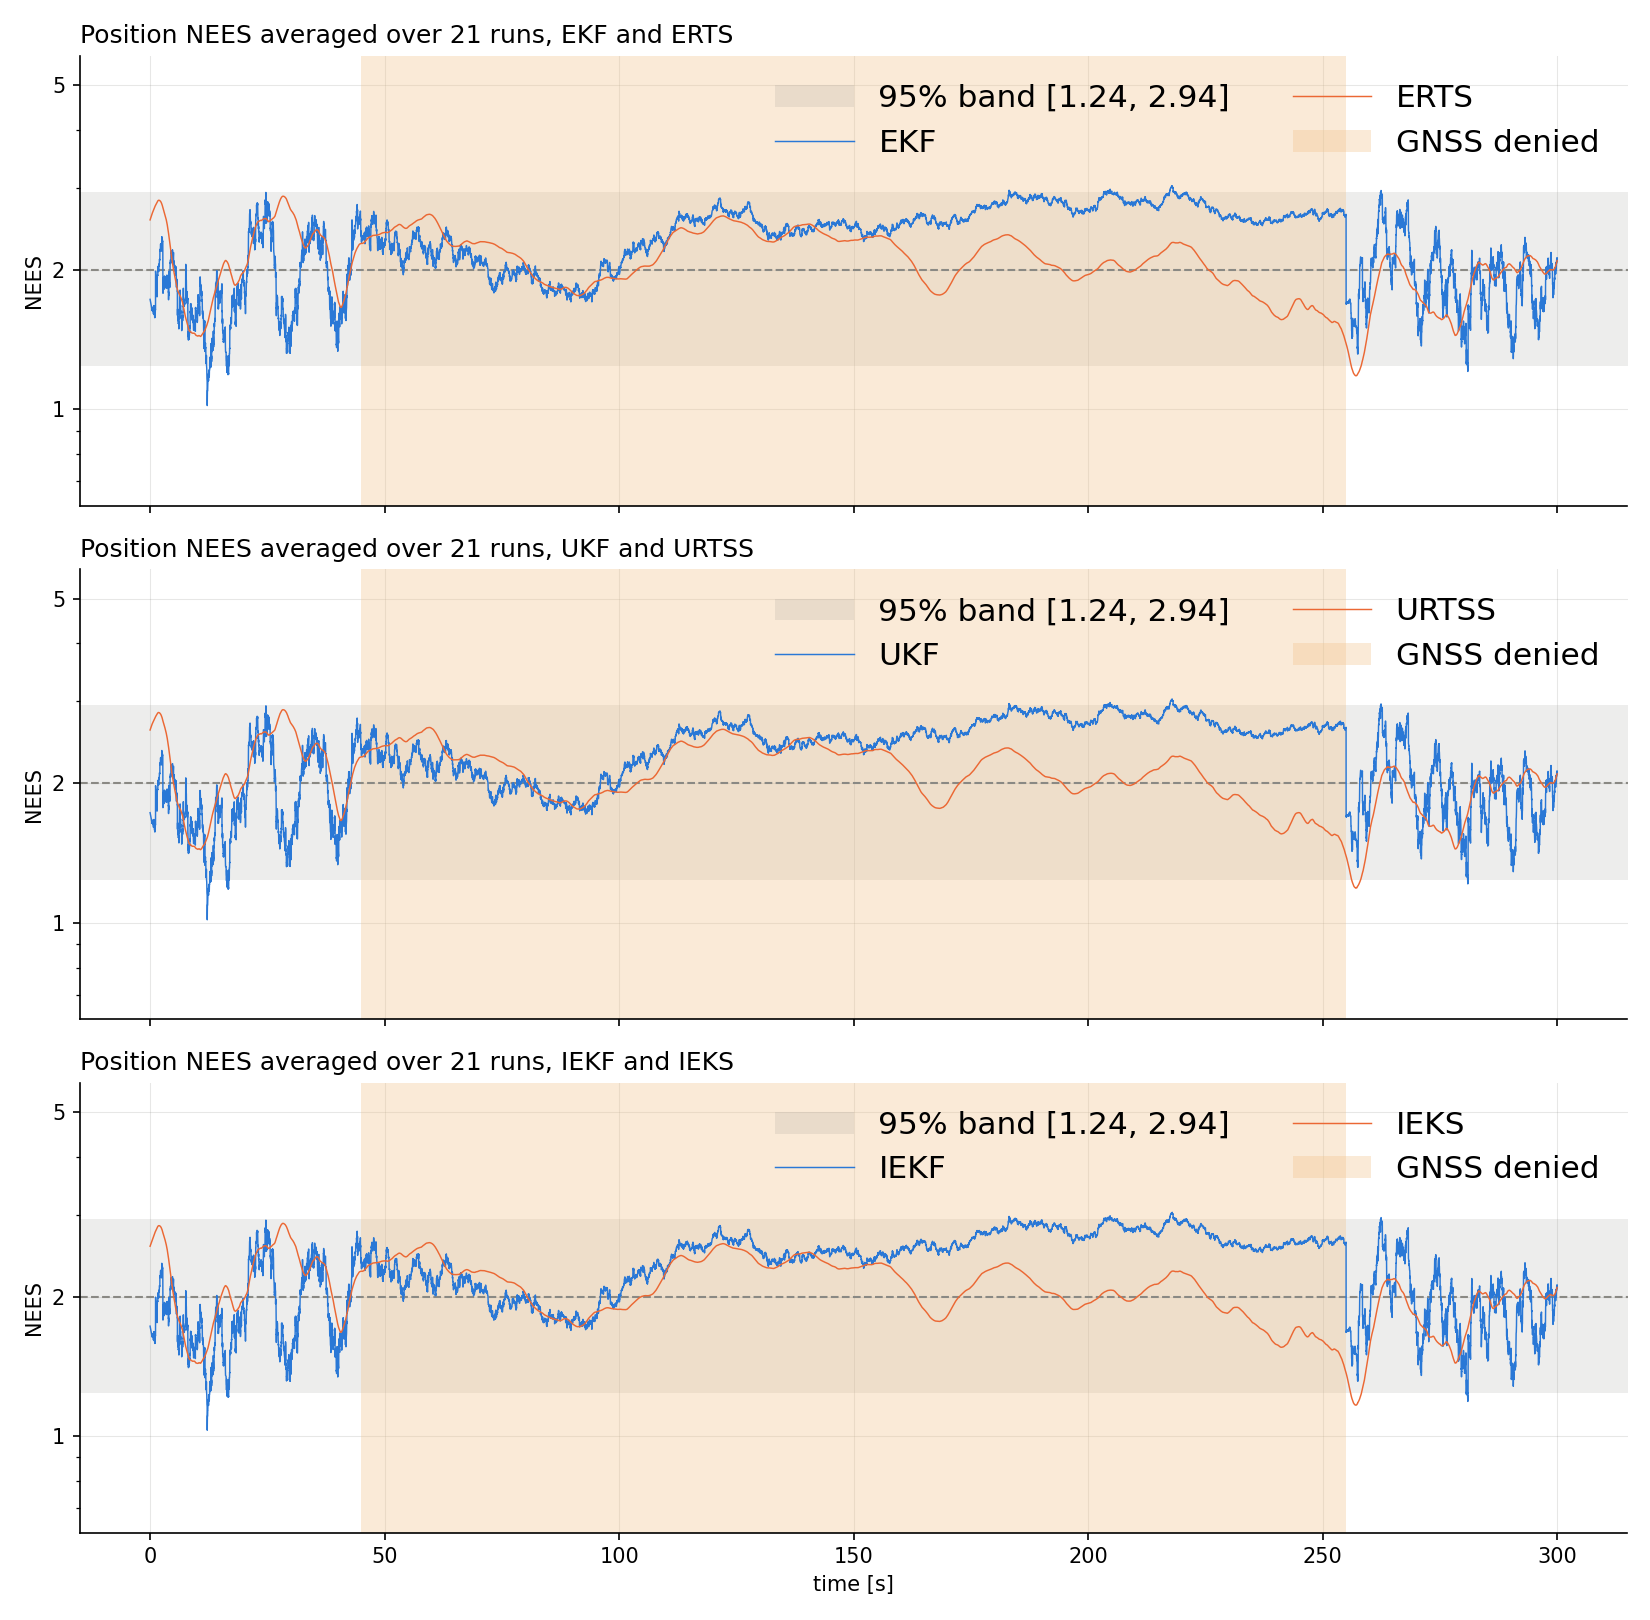 Position NEES averaged over 21 runs, EKF and ERTS
5
2
1
NEES
95% band [1.24, 2.94]
EKF
ERTS
GNSS denied
Position NEES averaged over 21 runs, UKF and URTSS
5
2
1
NEES
95% band [1.24, 2.94]
UKF
URTSS
GNSS denied
Position NEES averaged over 21 runs, IEKF and IEKS
5
2
1
NEES
95% band [1.24, 2.94]
IEKF
IEKS
GNSS denied
0 50 100 150 200 250 300
time [s]